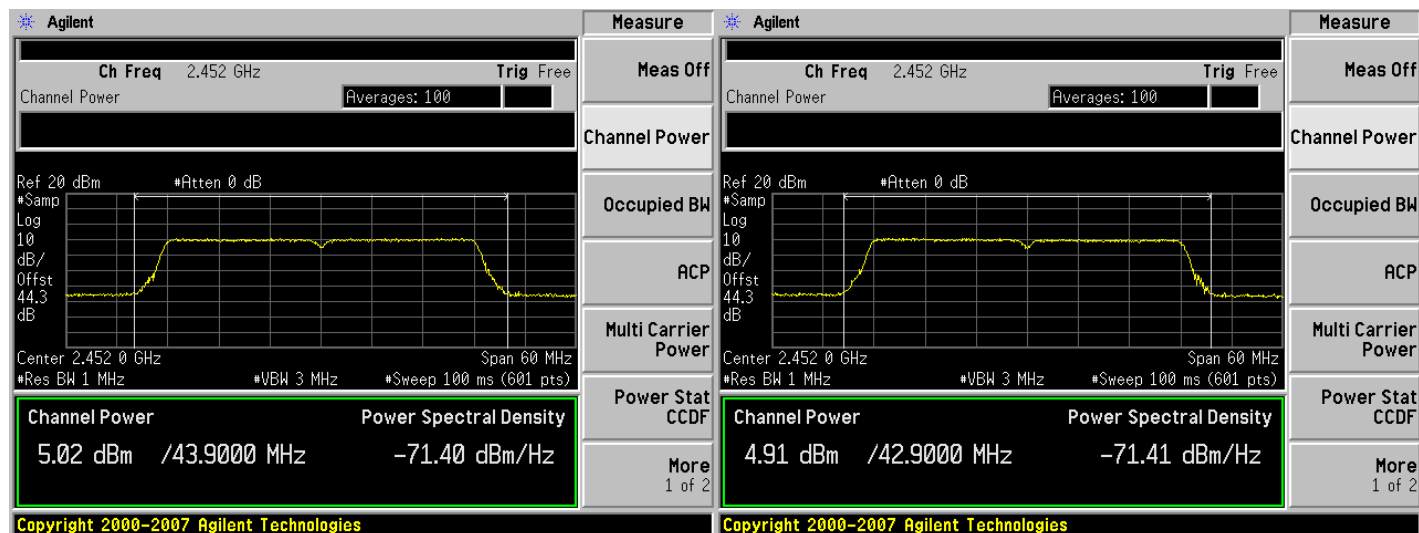 Agilent
Measure
Ch Freq 2.452 GHz Trig Free
Meas Off
Channel Power Averages: 100
Channel Power
Ref 20 dBm #Atten 0 dB
#Samp
Log
10
dB/
Offst
44.3
dB
Occupied BW
ACP
Multi Carrier
Power
Center 2.452 0 GHz Span 60 MHz
#Res BW 1 MHz #VBW 3 MHz #Sweep 100 ms (601 pts)
Power Stat
CCDF
Channel Power Power Spectral Density
5.02 dBm /43.9000 MHz -71.40 dBm/Hz
More
1 of 2
Copyright 2000-2007 Agilent Technologies
Agilent
Measure
Ch Freq 2.452 GHz Trig Free
Meas Off
Channel Power Averages: 100
Channel Power
Ref 20 dBm #Atten 0 dB
#Samp
Log
10
dB/
Offst
44.3
dB
Occupied BW
ACP
Multi Carrier
Power
Center 2.452 0 GHz Span 60 MHz
#Res BW 1 MHz #VBW 3 MHz #Sweep 100 ms (601 pts)
Power Stat
CCDF
Channel Power Power Spectral Density
4.91 dBm /42.9000 MHz -71.41 dBm/Hz
More
1 of 2
Copyright 2000-2007 Agilent Technologies